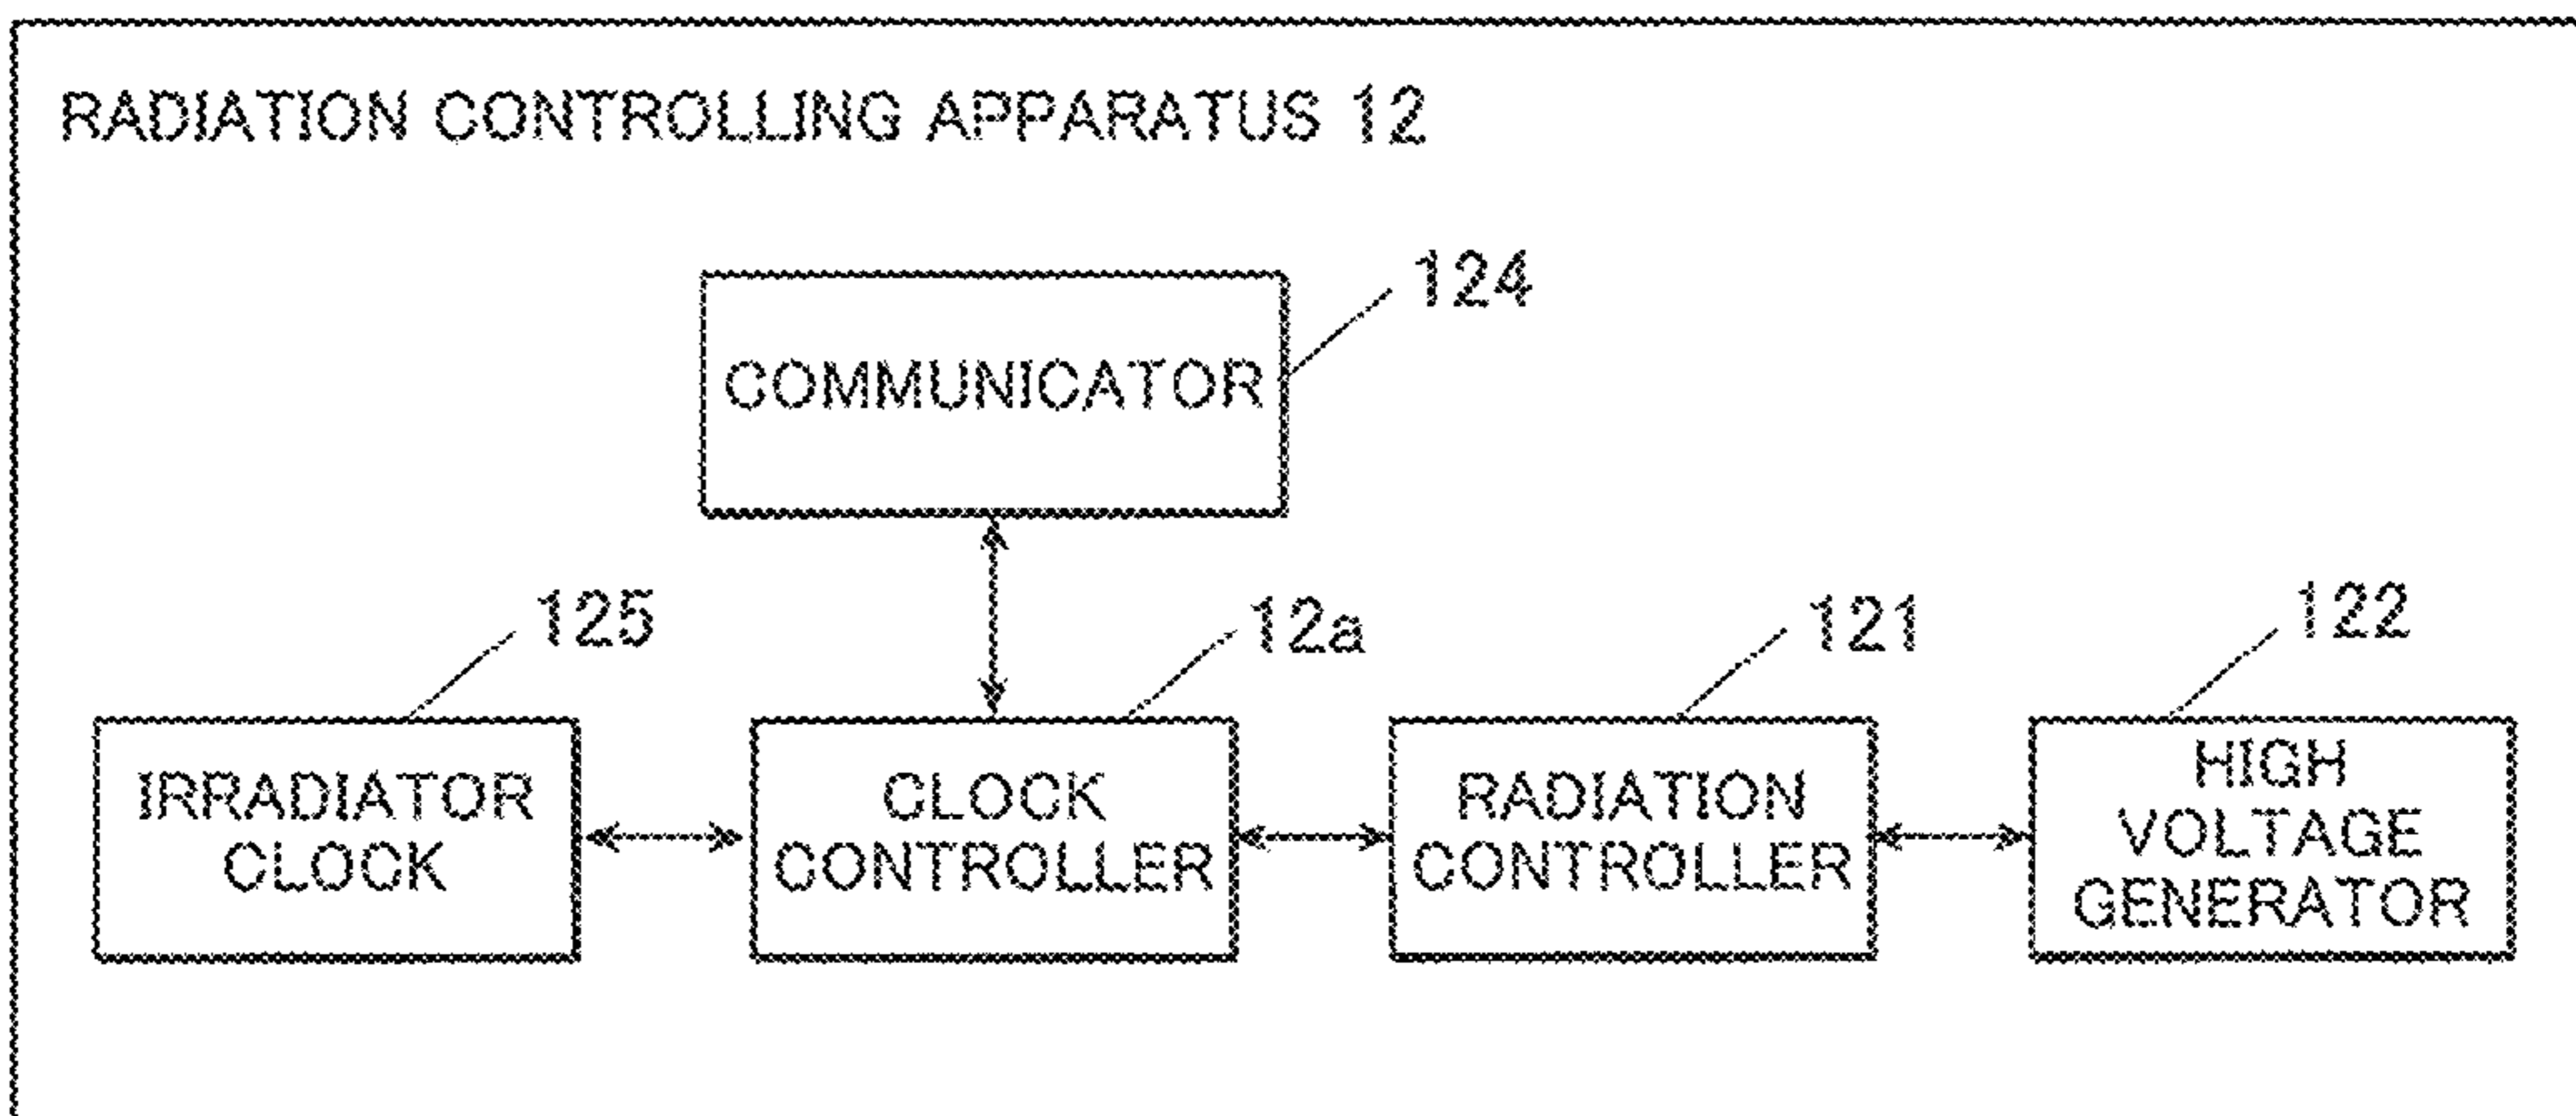 RADIATION CONTROLLING APPARATUS 12
124
COMMUNICATOR
125
12a
121
122
IRRADIATOR
CLOCK
CLOCK
CONTROLLER
RADIATION
CONTROLLER
HIGH
VOLTAGE
GENERATOR